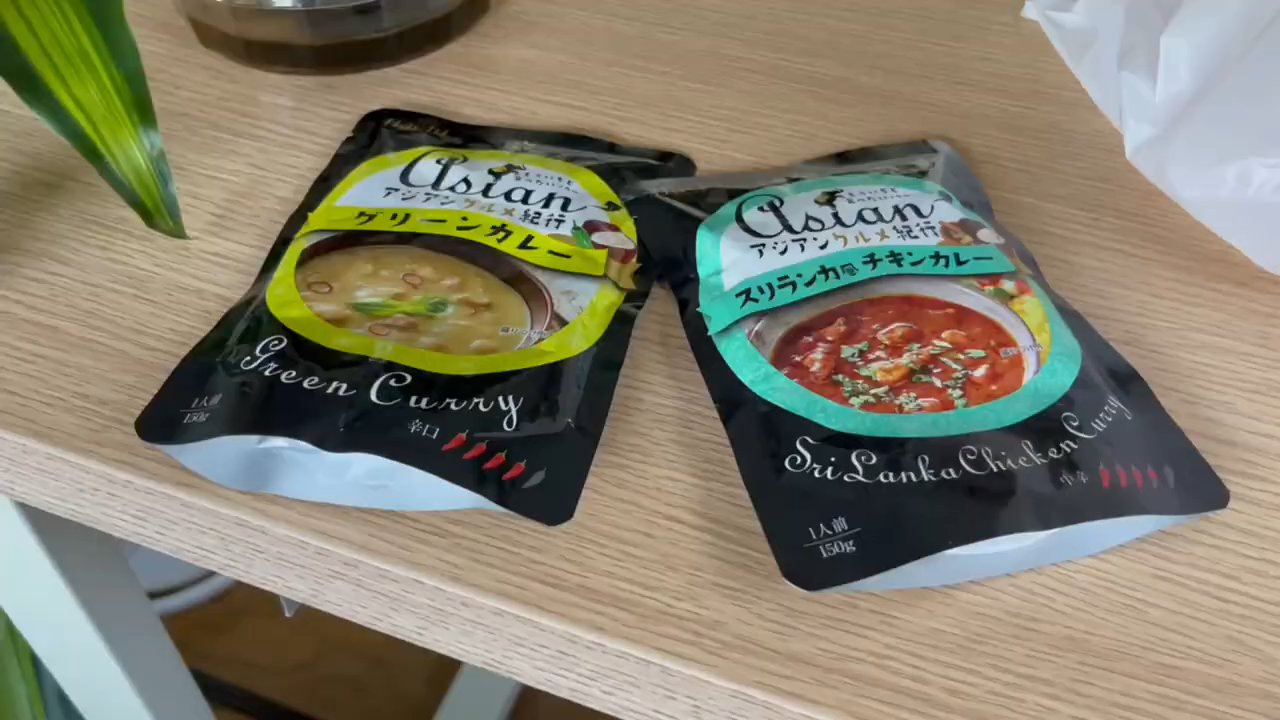 Asian
アジアングルメ紀行
グリーンカレー
Green Curry
1人前
150g
辛口
Asian
アジアングルメ紀行
スリランカ風 チキンカレー
Sri Lanka Chicken Curry
1人前
150g